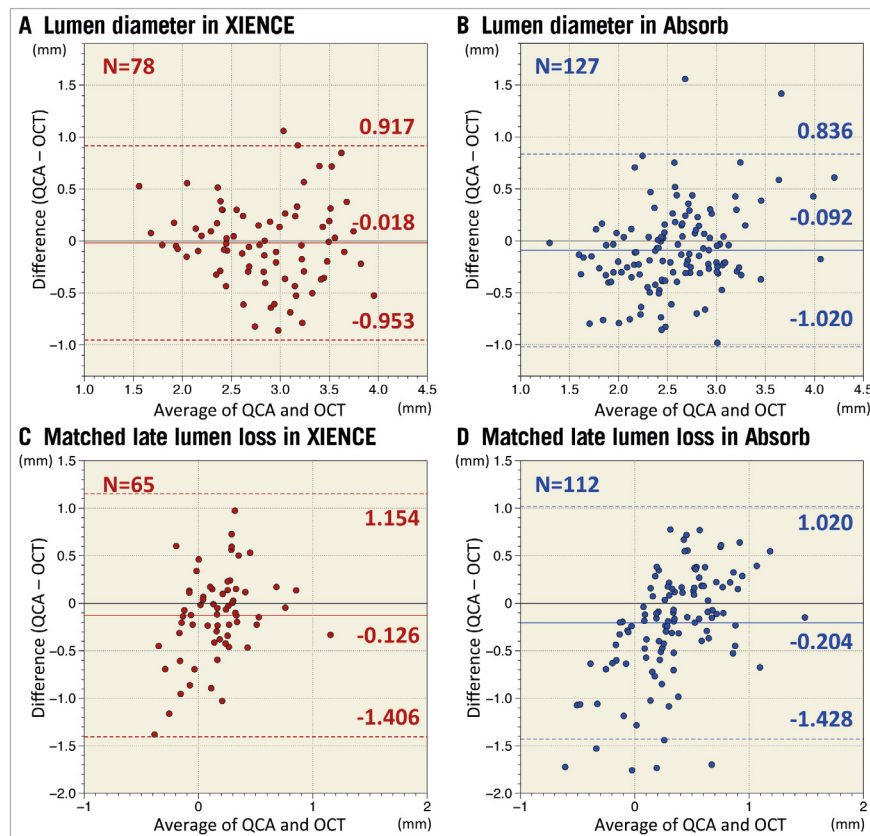 A Lumen diameter in XIENCE
(mm)
N=78
1.5
1.0
0.5
0
−0.5
−1.0
0.917
-0.018
-0.953
Difference (QCA – OCT)
1.0 1.5 2.0 2.5 3.0 3.5 4.0 4.5
Average of QCA and OCT (mm)
B Lumen diameter in Absorb
(mm)
N=127
1.5
1.0
0.5
0
−0.5
−1.0
0.836
-0.092
-1.020
Difference (QCA – OCT)
1.0 1.5 2.0 2.5 3.0 3.5 4.0 4.5
Average of QCA and OCT (mm)
C Matched late lumen loss in XIENCE
(mm)
1.5
N=65
1.0
0.5
0
−0.5
−1.0
−1.5
−2.0
1.154
-0.126
-1.406
Difference (QCA – OCT)
−1 0 1 2
Average of QCA and OCT (mm)
D Matched late lumen loss in Absorb
(mm)
1.5
N=112
1.0
0.5
0
−0.5
−1.0
−1.5
−2.0
1.020
-0.204
-1.428
Difference (QCA – OCT)
−1 0 1 2
Average of QCA and OCT (mm)